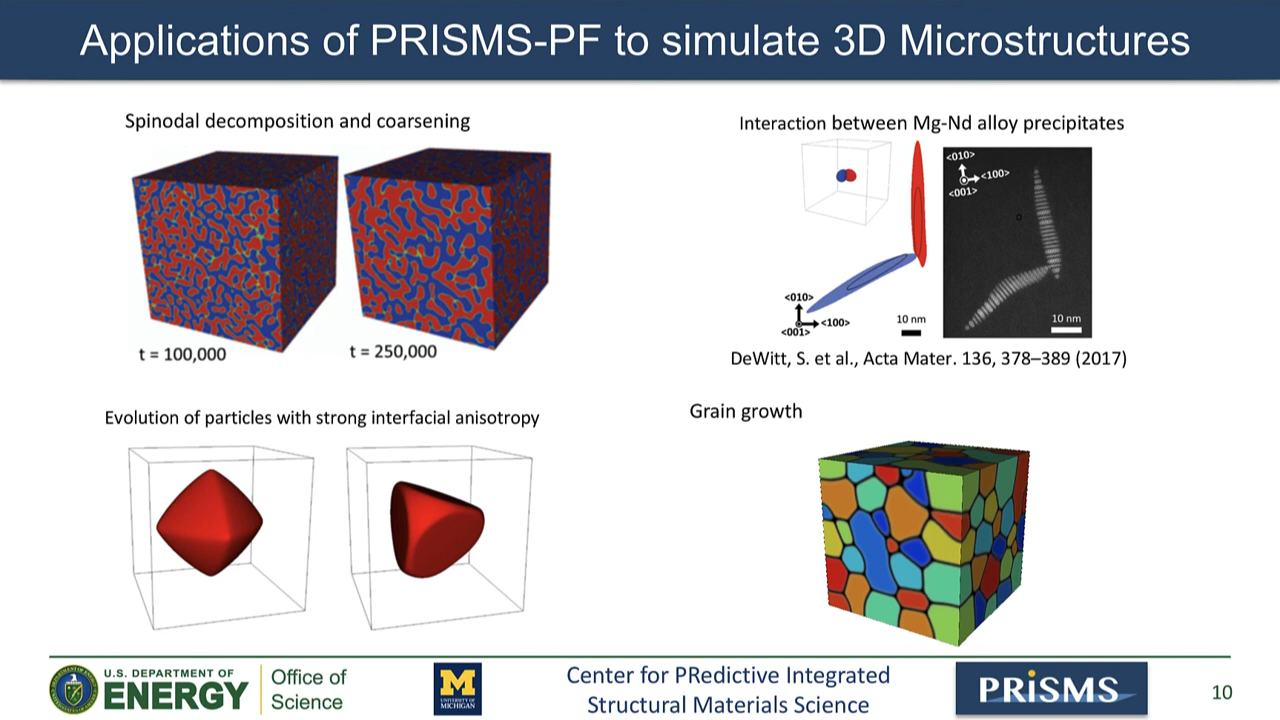 Applications of PRISMS-PF to simulate 3D Microstructures
Spinodal decomposition and coarsening
t = 100,000
t = 250,000
Interaction between Mg-Nd alloy precipitates
<010>
<100>
<001>
10 nm
<010>
<100>
<001>
10 nm
DeWitt, S. et al., Acta Mater. 136, 378–389 (2017)
Evolution of particles with strong interfacial anisotropy
Grain growth
U.S. DEPARTMENT OF
ENERGY
Office of
Science
M
UNIVERSITY OF
MICHIGAN
Center for PRedictive Integrated
Structural Materials Science
PRiSMS
10